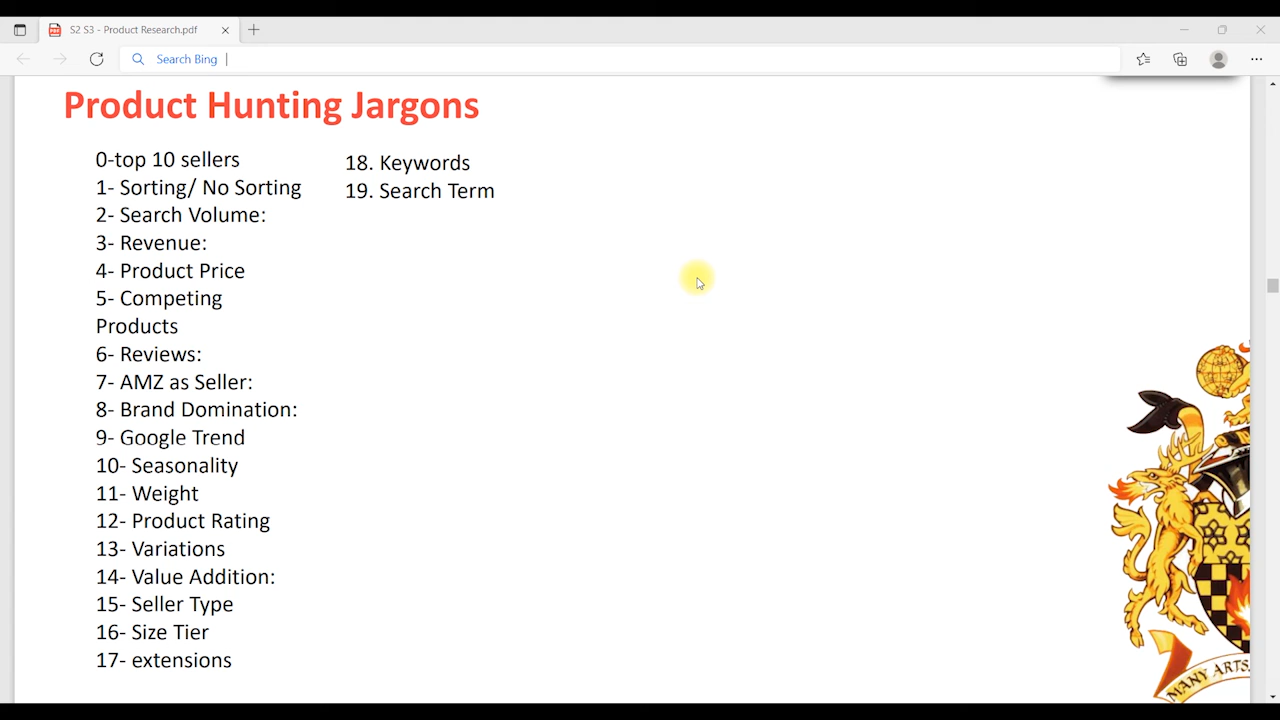 S2 S3 - Product Research.pdf
Search Bing
Product Hunting Jargons
0-top 10 sellers
1- Sorting/ No Sorting
2- Search Volume:
3- Revenue:
4- Product Price
5- Competing
Products
6- Reviews:
7- AMZ as Seller:
8- Brand Domination:
9- Google Trend
10- Seasonality
11- Weight
12- Product Rating
13- Variations
14- Value Addition:
15- Seller Type
16- Size Tier
17- extensions
18. Keywords
19. Search Term
MANY ARTS,